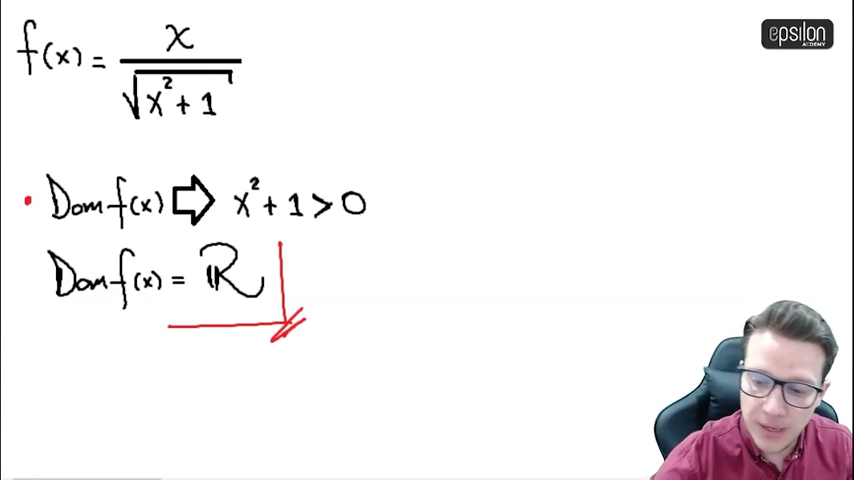 f(x) = x / √(x² + 1)
epsilon
ACADEMY
• Dom f(x) ⇒ x² + 1 > 0
Dom f(x) = ℝ